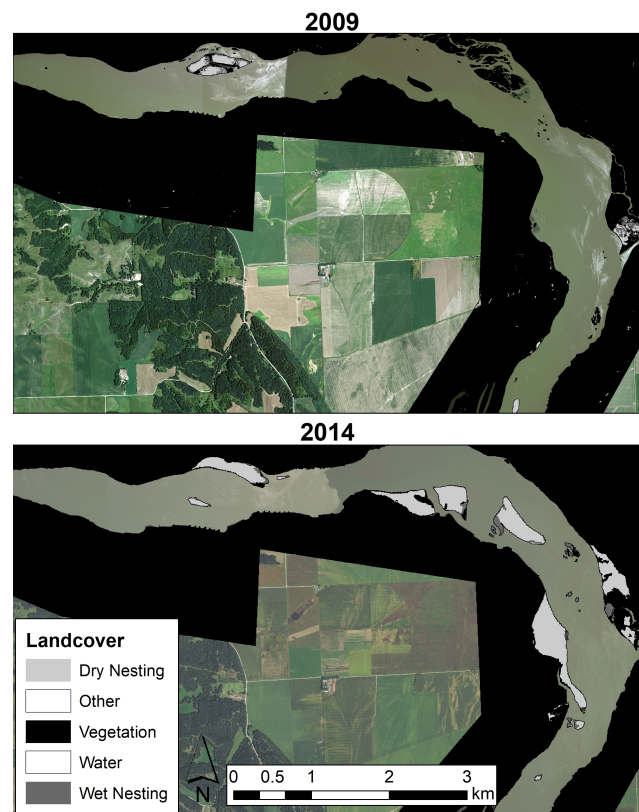 2009
2014
Landcover
Dry Nesting
Other
Vegetation
Water
Wet Nesting
N
0 0.5 1 2 3
km